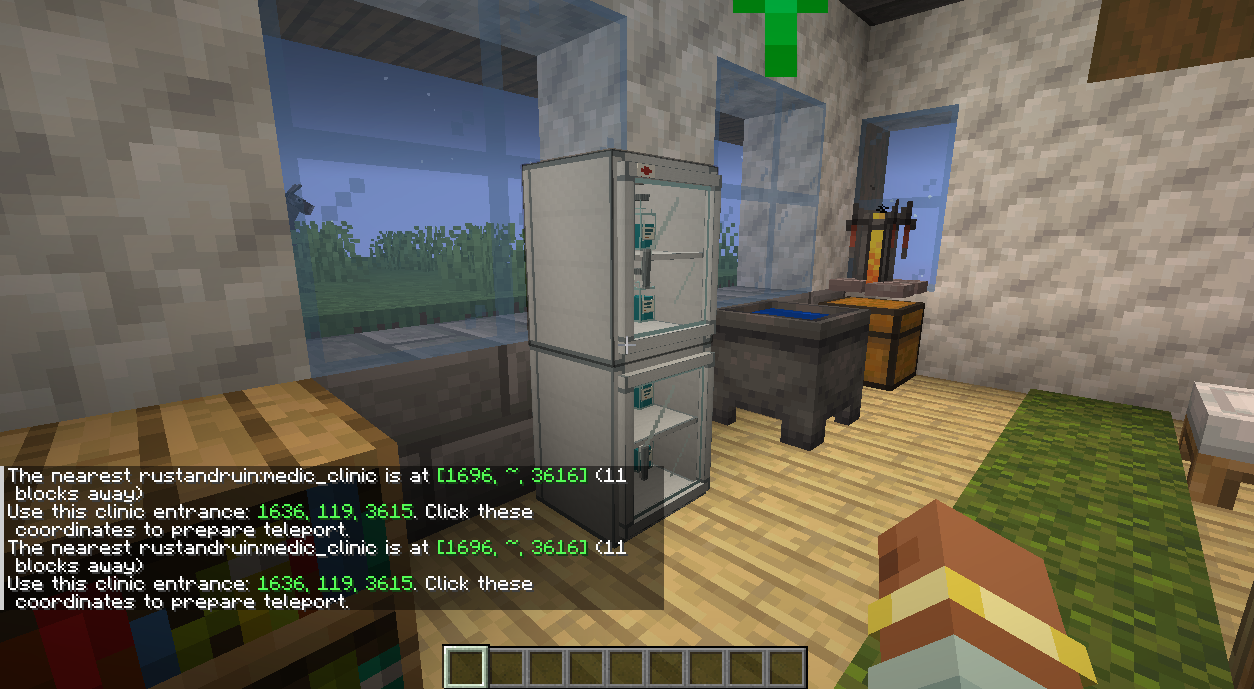 The nearest rustandruin:medic_clinic is at [1696, ~, 3616] (11
blocks away)
Use this clinic entrance: 1636, 119, 3615. Click these
coordinates to prepare teleport.
The nearest rustandruin:medic_clinic is at [1696, ~, 3616] (11
blocks away)
Use this clinic entrance: 1636, 119, 3615. Click these
coordinates to prepare teleport.